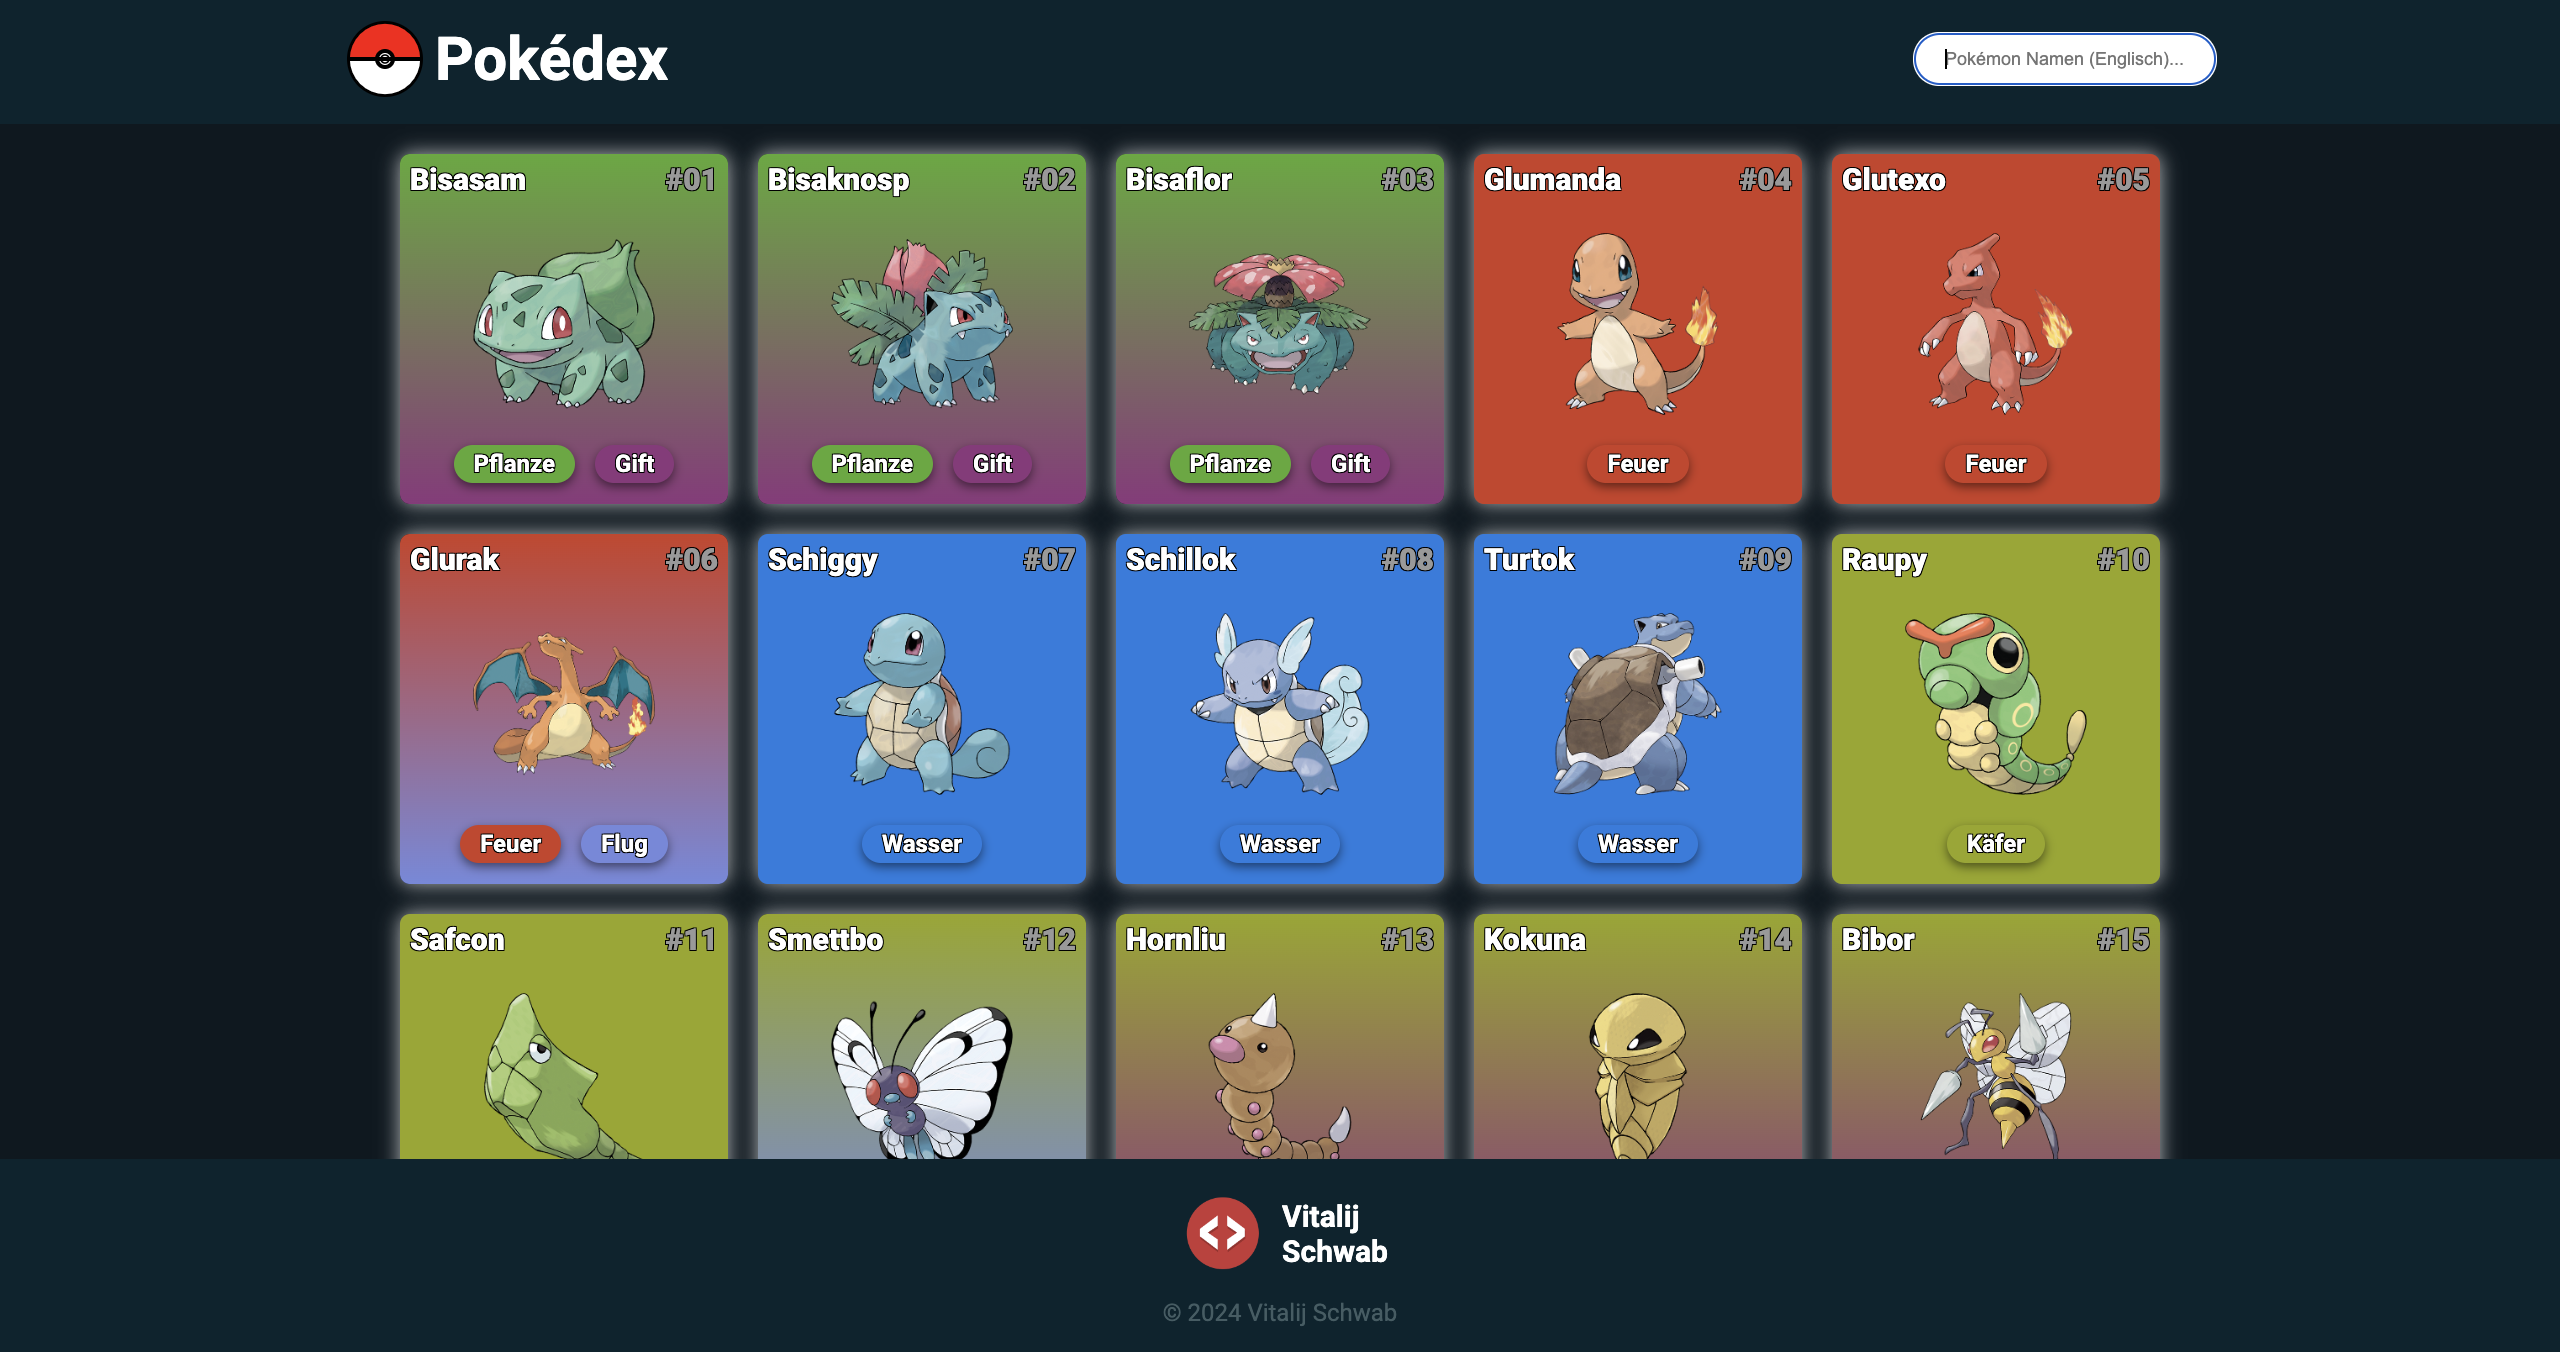 Pokédex
Pokémon Namen (Englisch)...
Bisasam #01
Pflanze Gift
Bisaknosp #02
Pflanze Gift
Bisaflor #03
Pflanze Gift
Glumanda #04
Feuer
Glutexo #05
Feuer
Glurak #06
Feuer Flug
Schiggy #07
Wasser
Schillok #08
Wasser
Turtok #09
Wasser
Raupy #10
Käfer
Safcon #11
Smettbo #12
Hornliu #13
Kokuna #14
Bibor #15
Vitalij
Schwab
© 2024 Vitalij Schwab